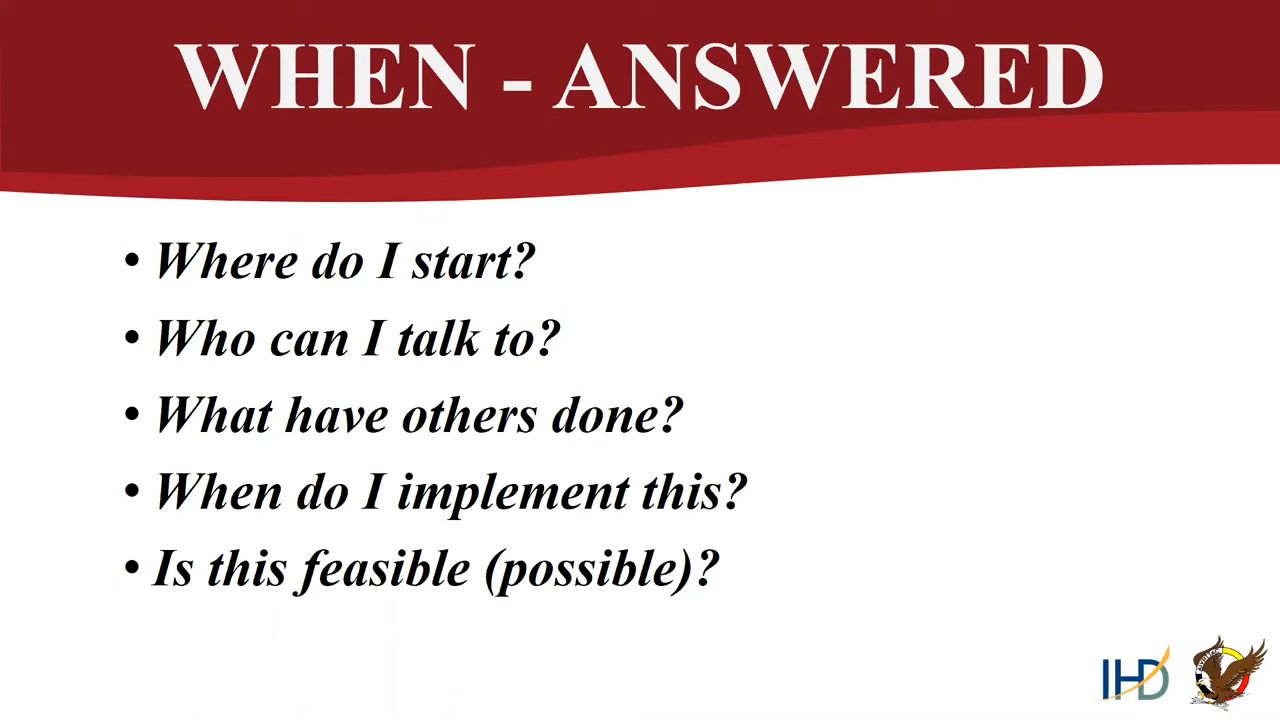 WHEN - ANSWERED
• Where do I start?
• Who can I talk to?
• What have others done?
• When do I implement this?
• Is this feasible (possible)?
IHD